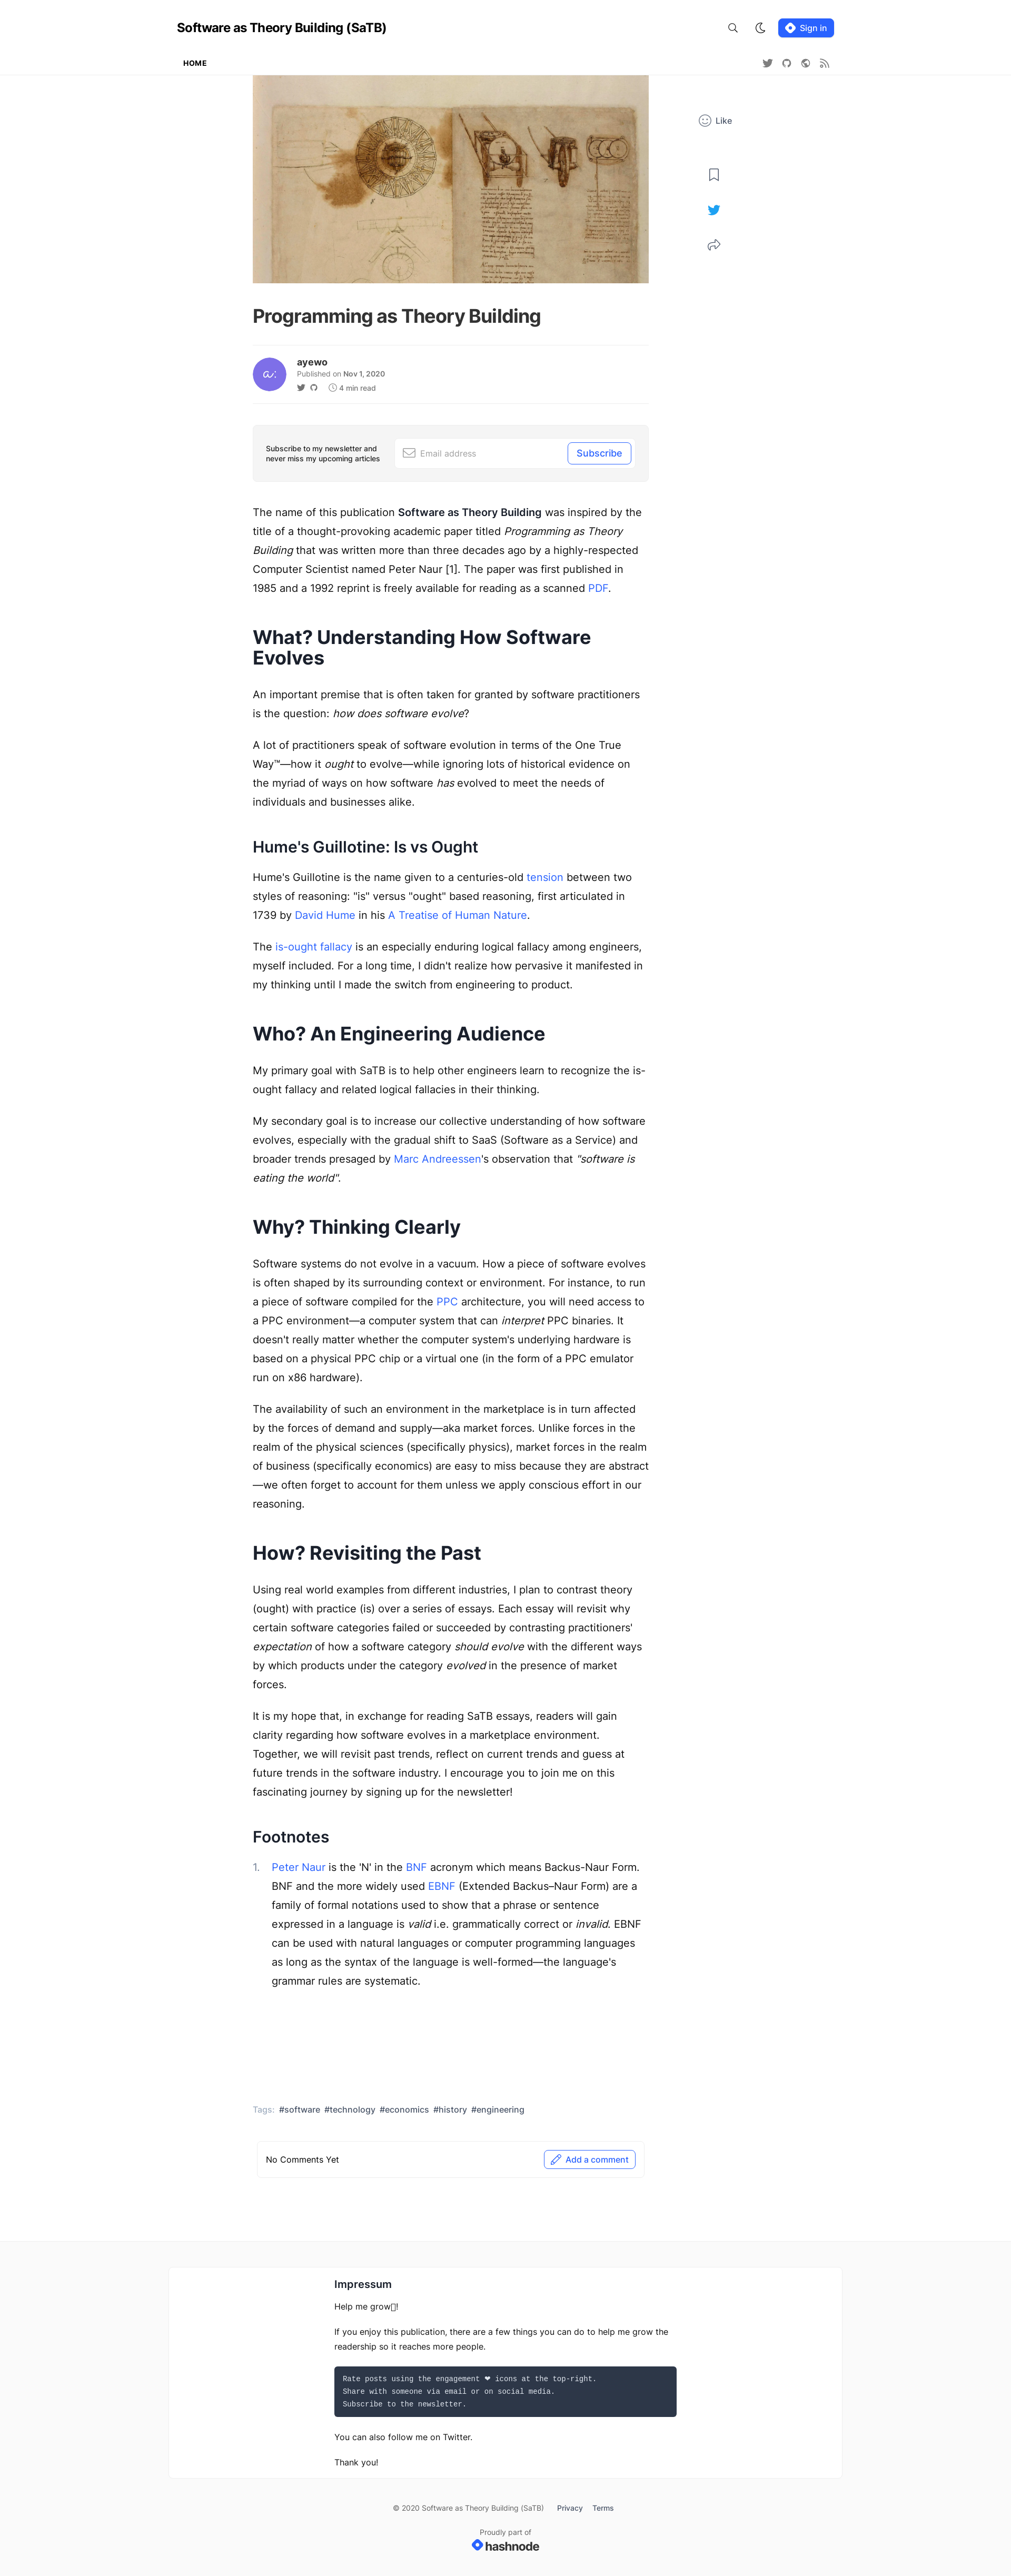 Software as Theory Building (SaTB)
Sign in
HOME
Like
Programming as Theory Building
ayewo
Published on Nov 1, 2020
4 min read
Subscribe to my newsletter and
never miss my upcoming articles
Email address
Subscribe
The name of this publication Software as Theory Building was inspired by the
title of a thought-provoking academic paper titled Programming as Theory
Building that was written more than three decades ago by a highly-respected
Computer Scientist named Peter Naur [1]. The paper was first published in
1985 and a 1992 reprint is freely available for reading as a scanned PDF.
What? Understanding How Software
Evolves
An important premise that is often taken for granted by software practitioners
is the question: how does software evolve?
A lot of practitioners speak of software evolution in terms of the One True
Way™—how it ought to evolve—while ignoring lots of historical evidence on
the myriad of ways on how software has evolved to meet the needs of
individuals and businesses alike.
Hume's Guillotine: Is vs Ought
Hume's Guillotine is the name given to a centuries-old tension between two
styles of reasoning: "is" versus "ought" based reasoning, first articulated in
1739 by David Hume in his A Treatise of Human Nature.
The is-ought fallacy is an especially enduring logical fallacy among engineers,
myself included. For a long time, I didn't realize how pervasive it manifested in
my thinking until I made the switch from engineering to product.
Who? An Engineering Audience
My primary goal with SaTB is to help other engineers learn to recognize the is-
ought fallacy and related logical fallacies in their thinking.
My secondary goal is to increase our collective understanding of how software
evolves, especially with the gradual shift to SaaS (Software as a Service) and
broader trends presaged by Marc Andreessen's observation that "software is
eating the world".
Why? Thinking Clearly
Software systems do not evolve in a vacuum. How a piece of software evolves
is often shaped by its surrounding context or environment. For instance, to run
a piece of software compiled for the PPC architecture, you will need access to
a PPC environment—a computer system that can interpret PPC binaries. It
doesn't really matter whether the computer system's underlying hardware is
based on a physical PPC chip or a virtual one (in the form of a PPC emulator
run on x86 hardware).
The availability of such an environment in the marketplace is in turn affected
by the forces of demand and supply—aka market forces. Unlike forces in the
realm of the physical sciences (specifically physics), market forces in the realm
of business (specifically economics) are easy to miss because they are abstract
—we often forget to account for them unless we apply conscious effort in our
reasoning.
How? Revisiting the Past
Using real world examples from different industries, I plan to contrast theory
(ought) with practice (is) over a series of essays. Each essay will revisit why
certain software categories failed or succeeded by contrasting practitioners'
expectation of how a software category should evolve with the different ways
by which products under the category evolved in the presence of market
forces.
It is my hope that, in exchange for reading SaTB essays, readers will gain
clarity regarding how software evolves in a marketplace environment.
Together, we will revisit past trends, reflect on current trends and guess at
future trends in the software industry. I encourage you to join me on this
fascinating journey by signing up for the newsletter!
Footnotes
1. Peter Naur is the 'N' in the BNF acronym which means Backus-Naur Form.
BNF and the more widely used EBNF (Extended Backus–Naur Form) are a
family of formal notations used to show that a phrase or sentence
expressed in a language is valid i.e. grammatically correct or invalid. EBNF
can be used with natural languages or computer programming languages
as long as the syntax of the language is well-formed—the language's
grammar rules are systematic.
Tags: #software #technology #economics #history #engineering
No Comments Yet
Add a comment
Impressum
Help me grow!
If you enjoy this publication, there are a few things you can do to help me grow the
readership so it reaches more people.
Rate posts using the engagement ❤ icons at the top-right.
Share with someone via email or on social media.
Subscribe to the newsletter.
You can also follow me on Twitter.
Thank you!
© 2020 Software as Theory Building (SaTB) Privacy Terms
Proudly part of
hashnode